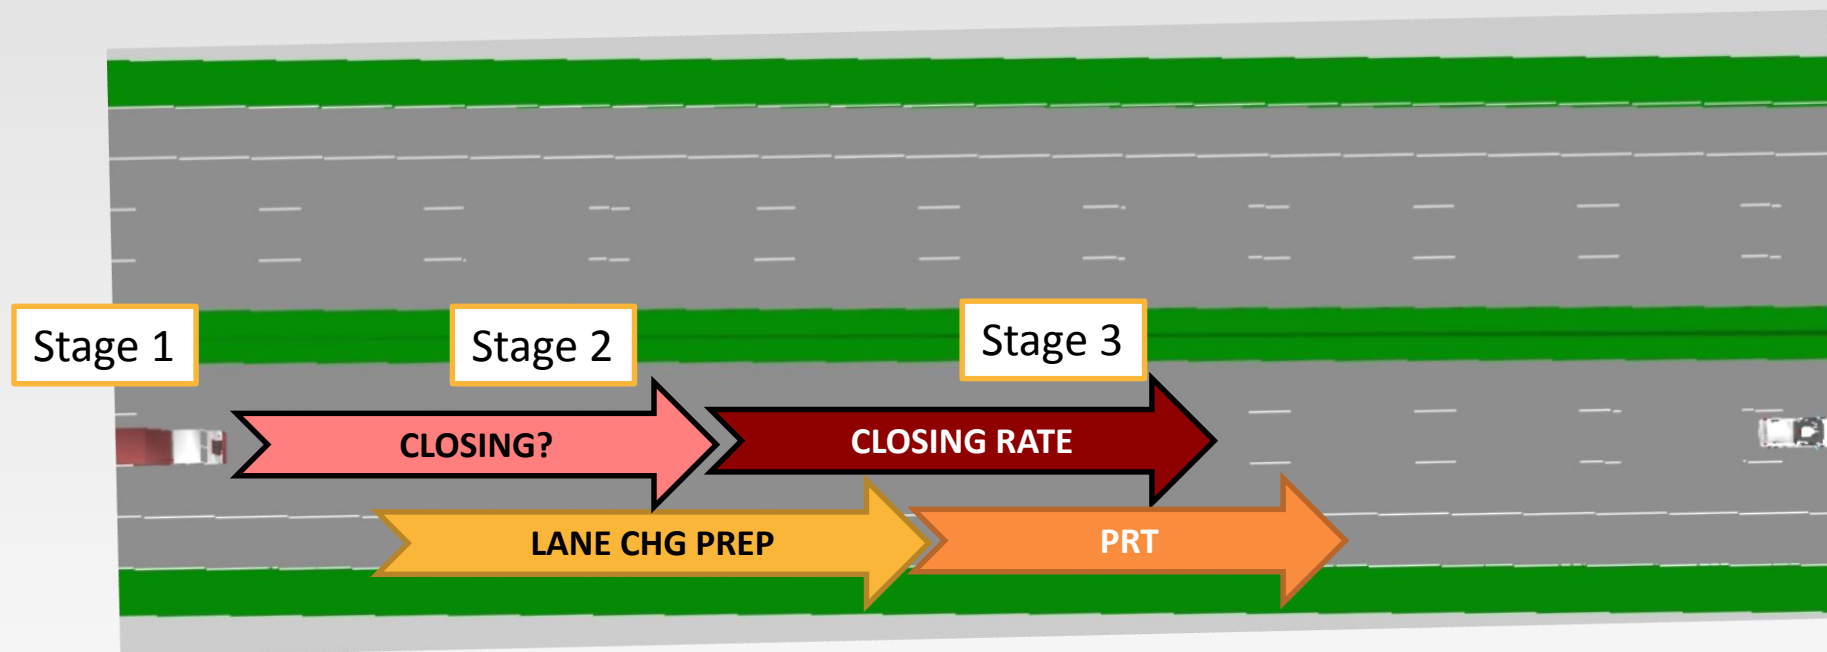 Stage 1
Stage 2
Stage 3
CLOSING?
CLOSING RATE
LANE CHG PREP
PRT